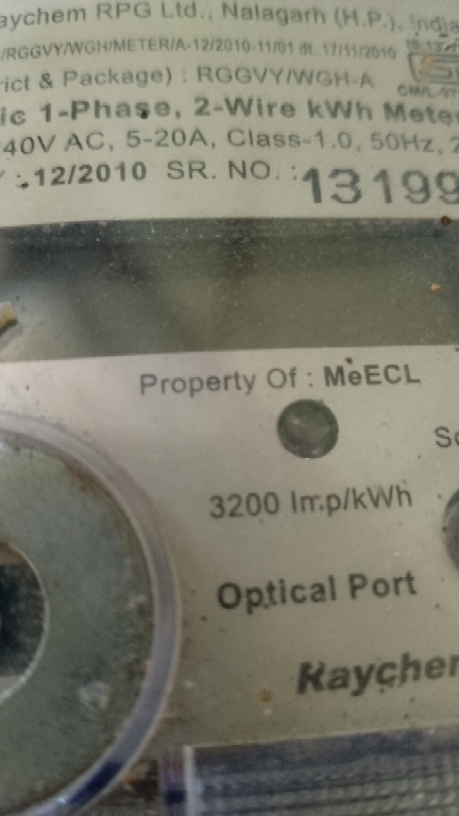 aychem RPG Ltd., Nalagarh (H.P.), India
/RGGVY/WGH/METER/A-12/2010-11/01 dt. 17/11/2010
rict & Package) : RGGVY/WGH-A
ic 1-Phase, 2-Wire kWh Meter
40V AC, 5-20A, Class-1.0, 50Hz, 2
12/2010 SR. NO. : 13199
Property Of : MeECL
3200 Imp/kWh
Optical Port
Raychem